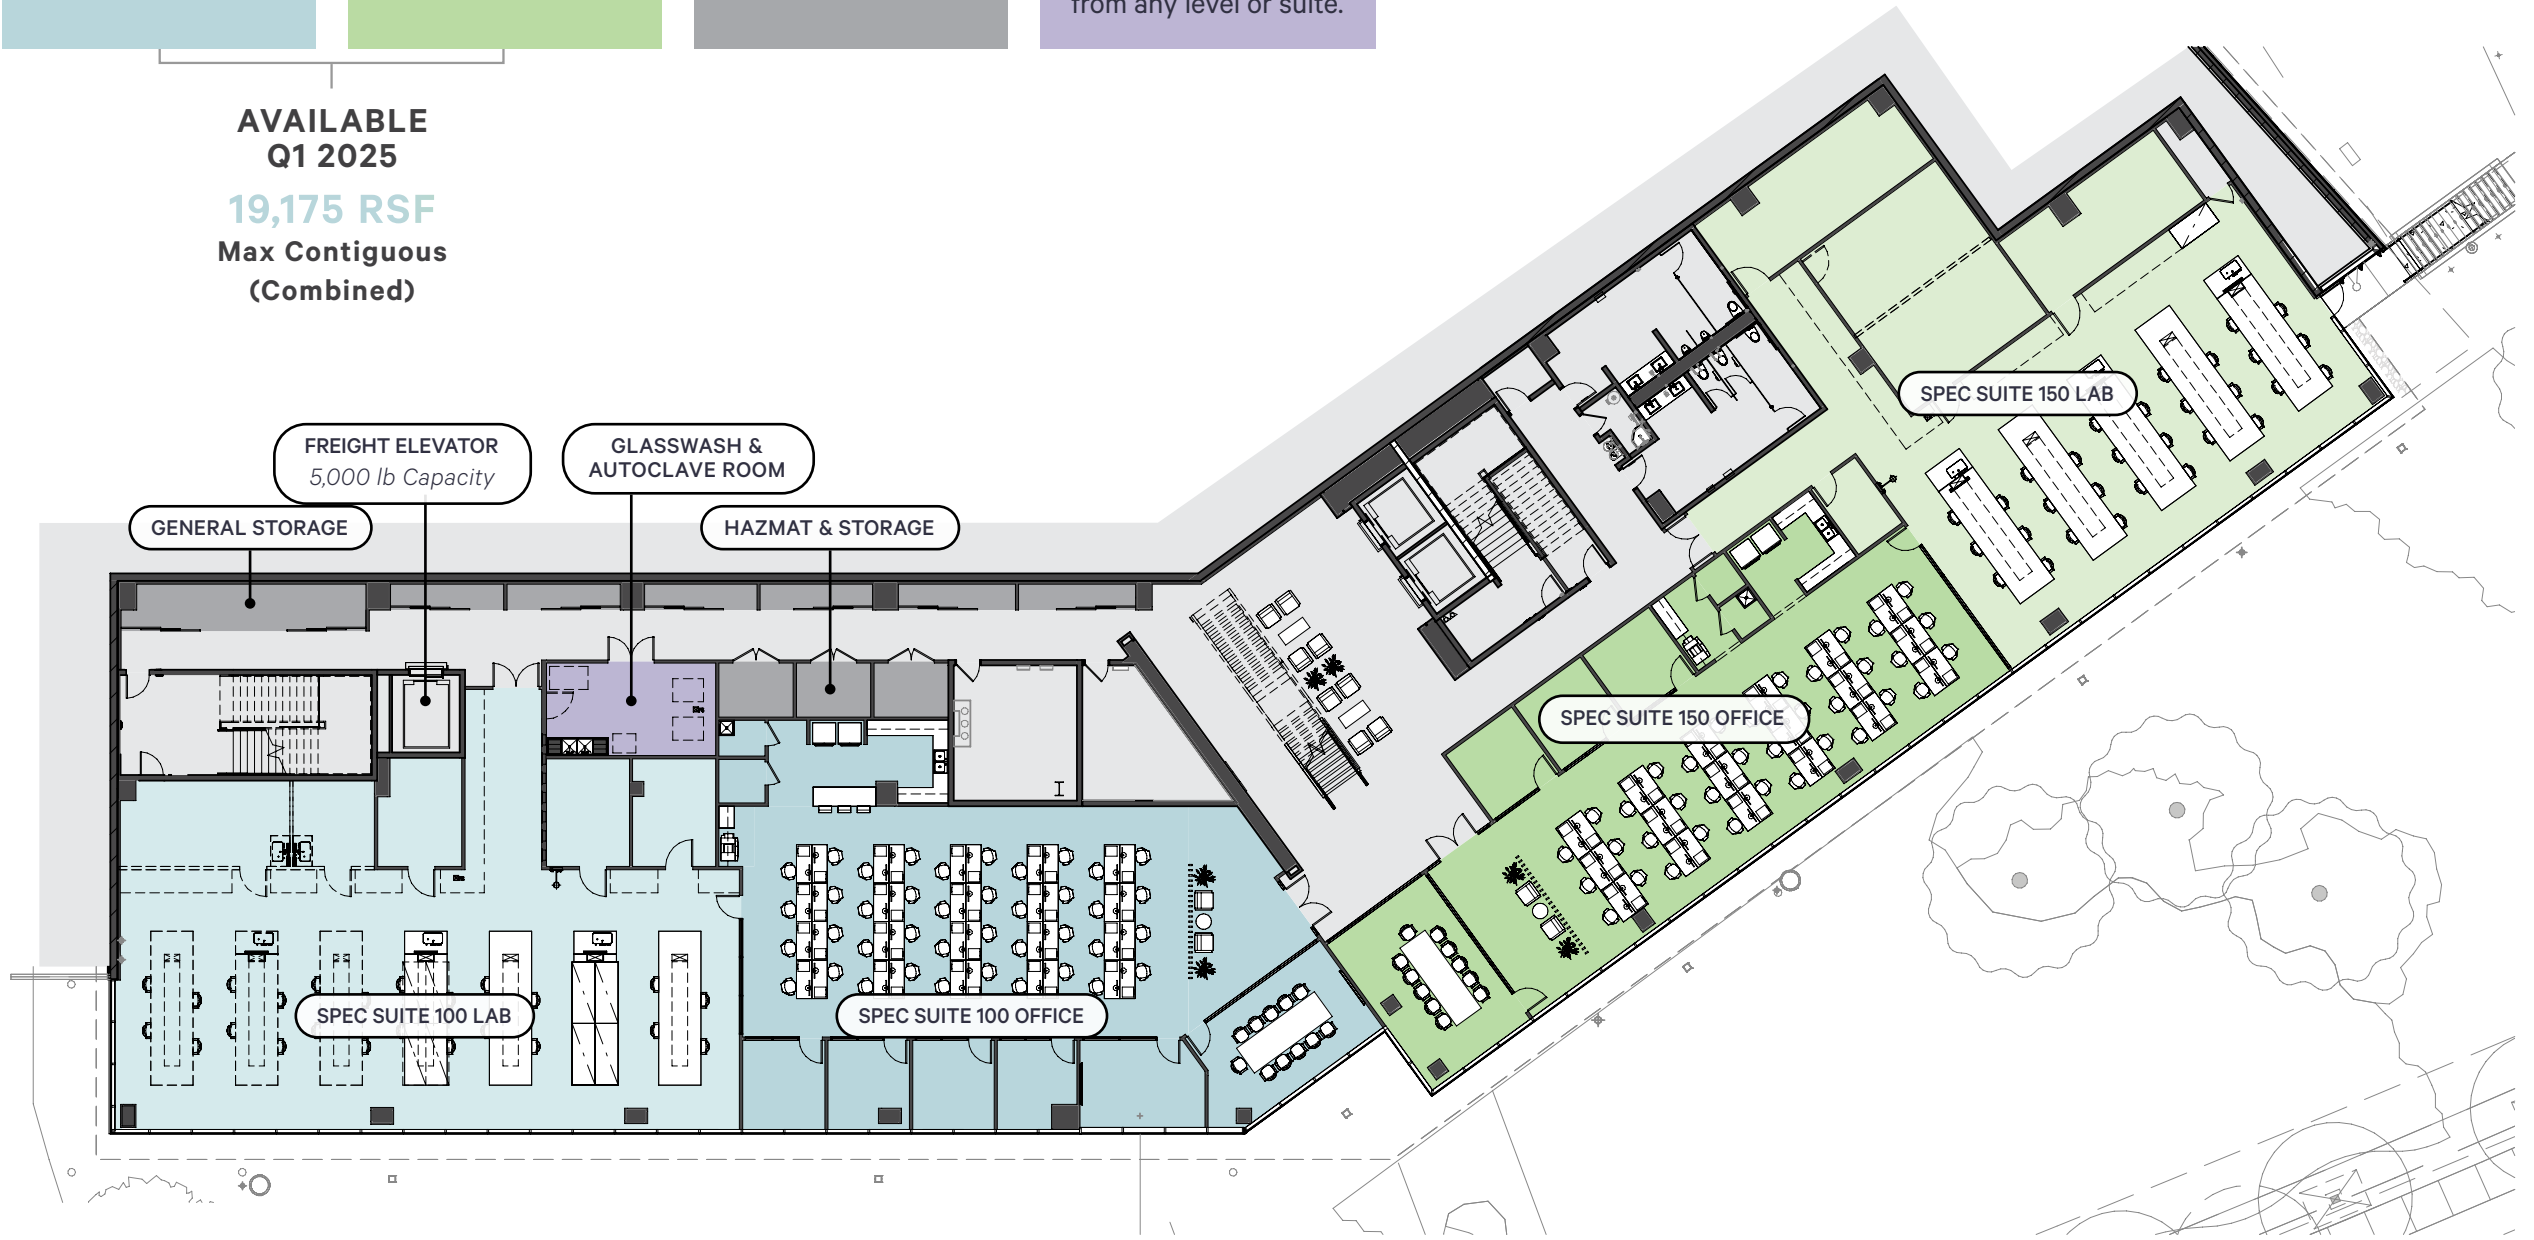 from any level or suite.
AVAILABLE
Q1 2025
19,175 RSF
Max Contiguous
(Combined)
FREIGHT ELEVATOR
5,000 lb Capacity
GLASSWASH &
AUTOCLAVE ROOM
GENERAL STORAGE
HAZMAT & STORAGE
SPEC SUITE 150 LAB
SPEC SUITE 150 OFFICE
SPEC SUITE 100 LAB
SPEC SUITE 100 OFFICE